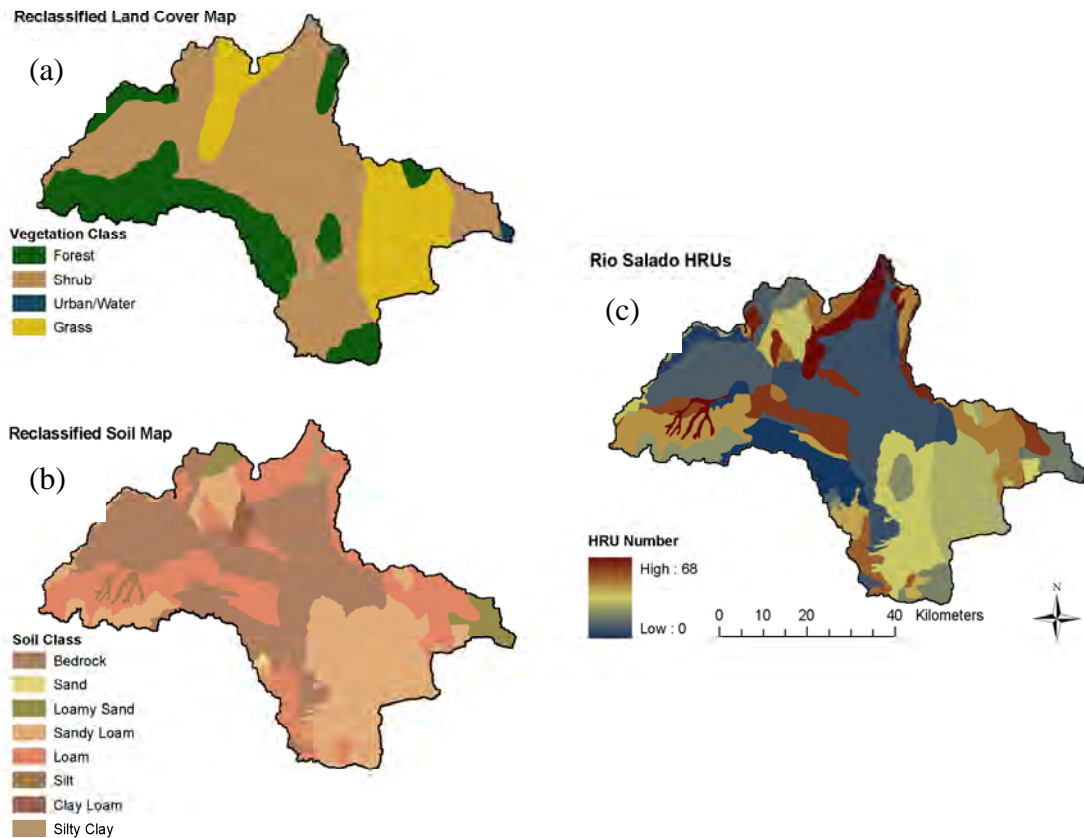 Reclassified Land Cover Map
(a)
Vegetation Class
Forest
Shrub
Urban/Water
Grass
Reclassified Soil Map
(b)
Soil Class
Bedrock
Sand
Loamy Sand
Sandy Loam
Loam
Silt
Clay Loam
Silty Clay
Rio Salado HRUs
(c)
HRU Number
High : 68
Low : 0
0 10 20 40 Kilometers
N